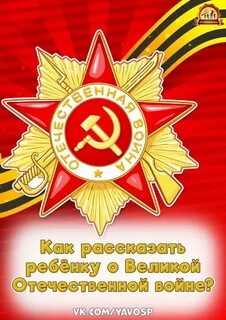 ОТЕЧЕСТВЕННАЯ ВОЙНА
Как рассказать
ребёнку о Великой
Отечественной войне?
VK.COM/YAVOSP